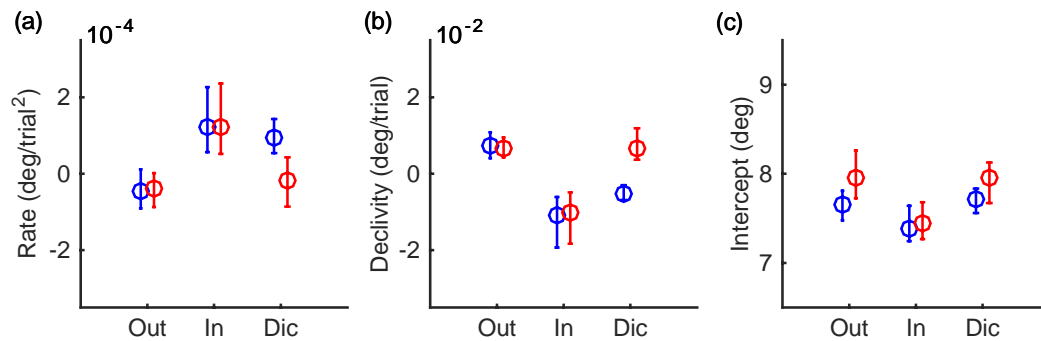 (a)
10^-4
Rate (deg/trial^2)
2
0
-2
Out In Dic
(b)
10^-2
Declivity (deg/trial)
2
0
-2
Out In Dic
(c)
Intercept (deg)
9
8
7
Out In Dic